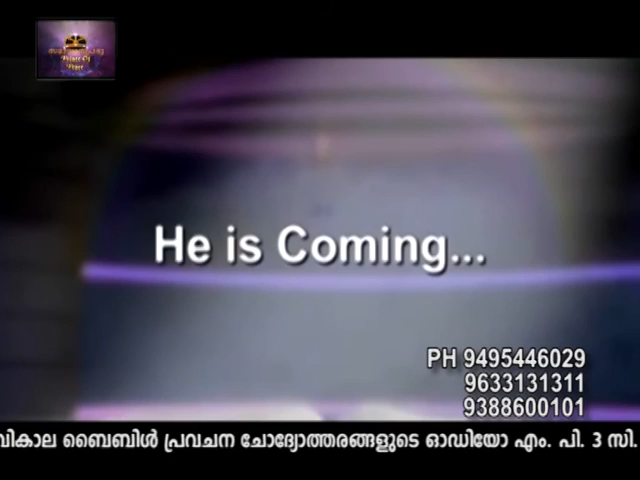 He is Coming...
PH 9495446029
9633131311
9388600101
വികാല ബൈബിൾ പ്രവചന ചോദ്യോത്തരങ്ങളുടെ ഓഡിയോ എം. പി. 3 സി.